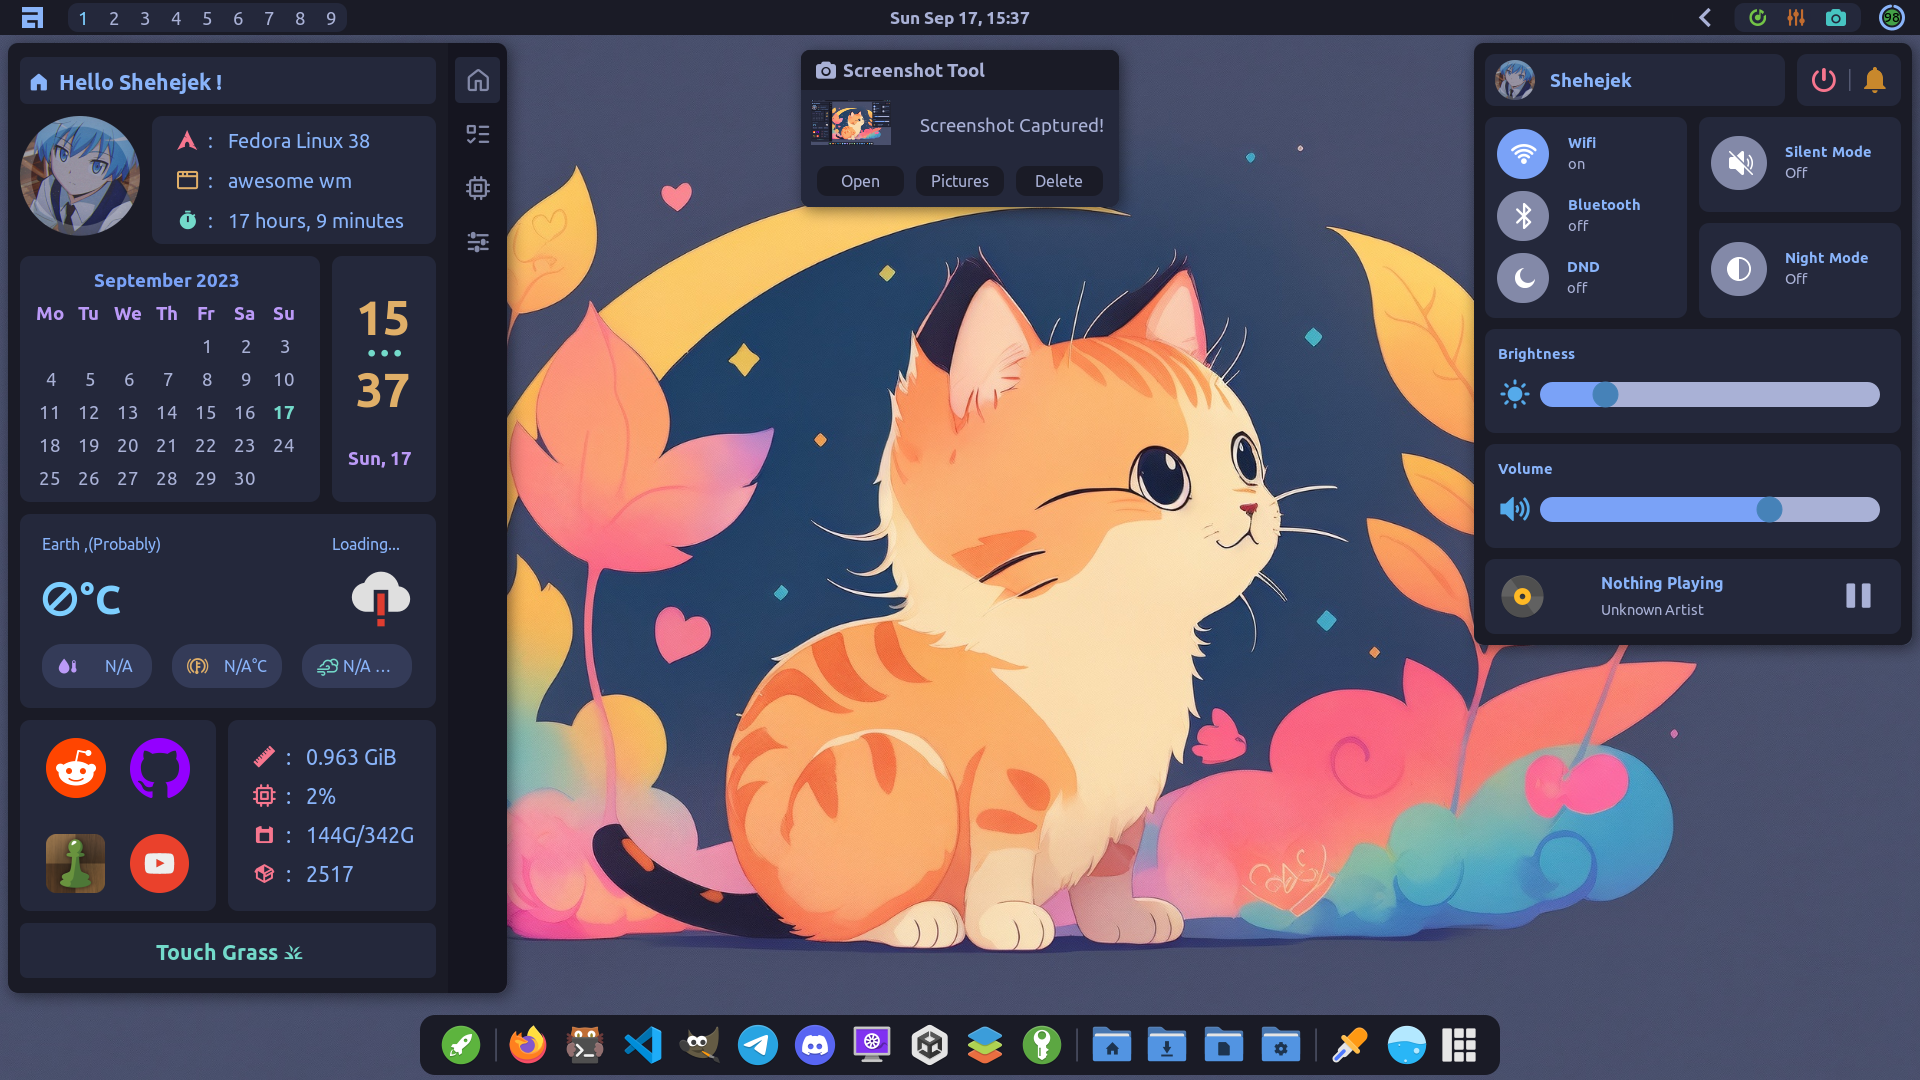 1 2 3 4 5 6 7 8 9
Sun Sep 17, 15:37
98
Hello Shehejek !
: Fedora Linux 38
: awesome wm
: 17 hours, 9 minutes
September 2023
Mo Tu We Th Fr Sa Su
1 2 3
4 5 6 7 8 9 10
11 12 13 14 15 16 17
18 19 20 21 22 23 24
25 26 27 28 29 30
15
37
Sun, 17
Earth ,(Probably)
Loading...
°C
N/A
N/A°C
N/A ...
: 0.963 GiB
: 2%
: 144G/342G
: 2517
Touch Grass
Screenshot Tool
Screenshot Captured!
Open
Pictures
Delete
Shehejek
Wifi
on
Bluetooth
off
DND
off
Silent Mode
Off
Night Mode
Off
Brightness
Volume
Nothing Playing
Unknown Artist